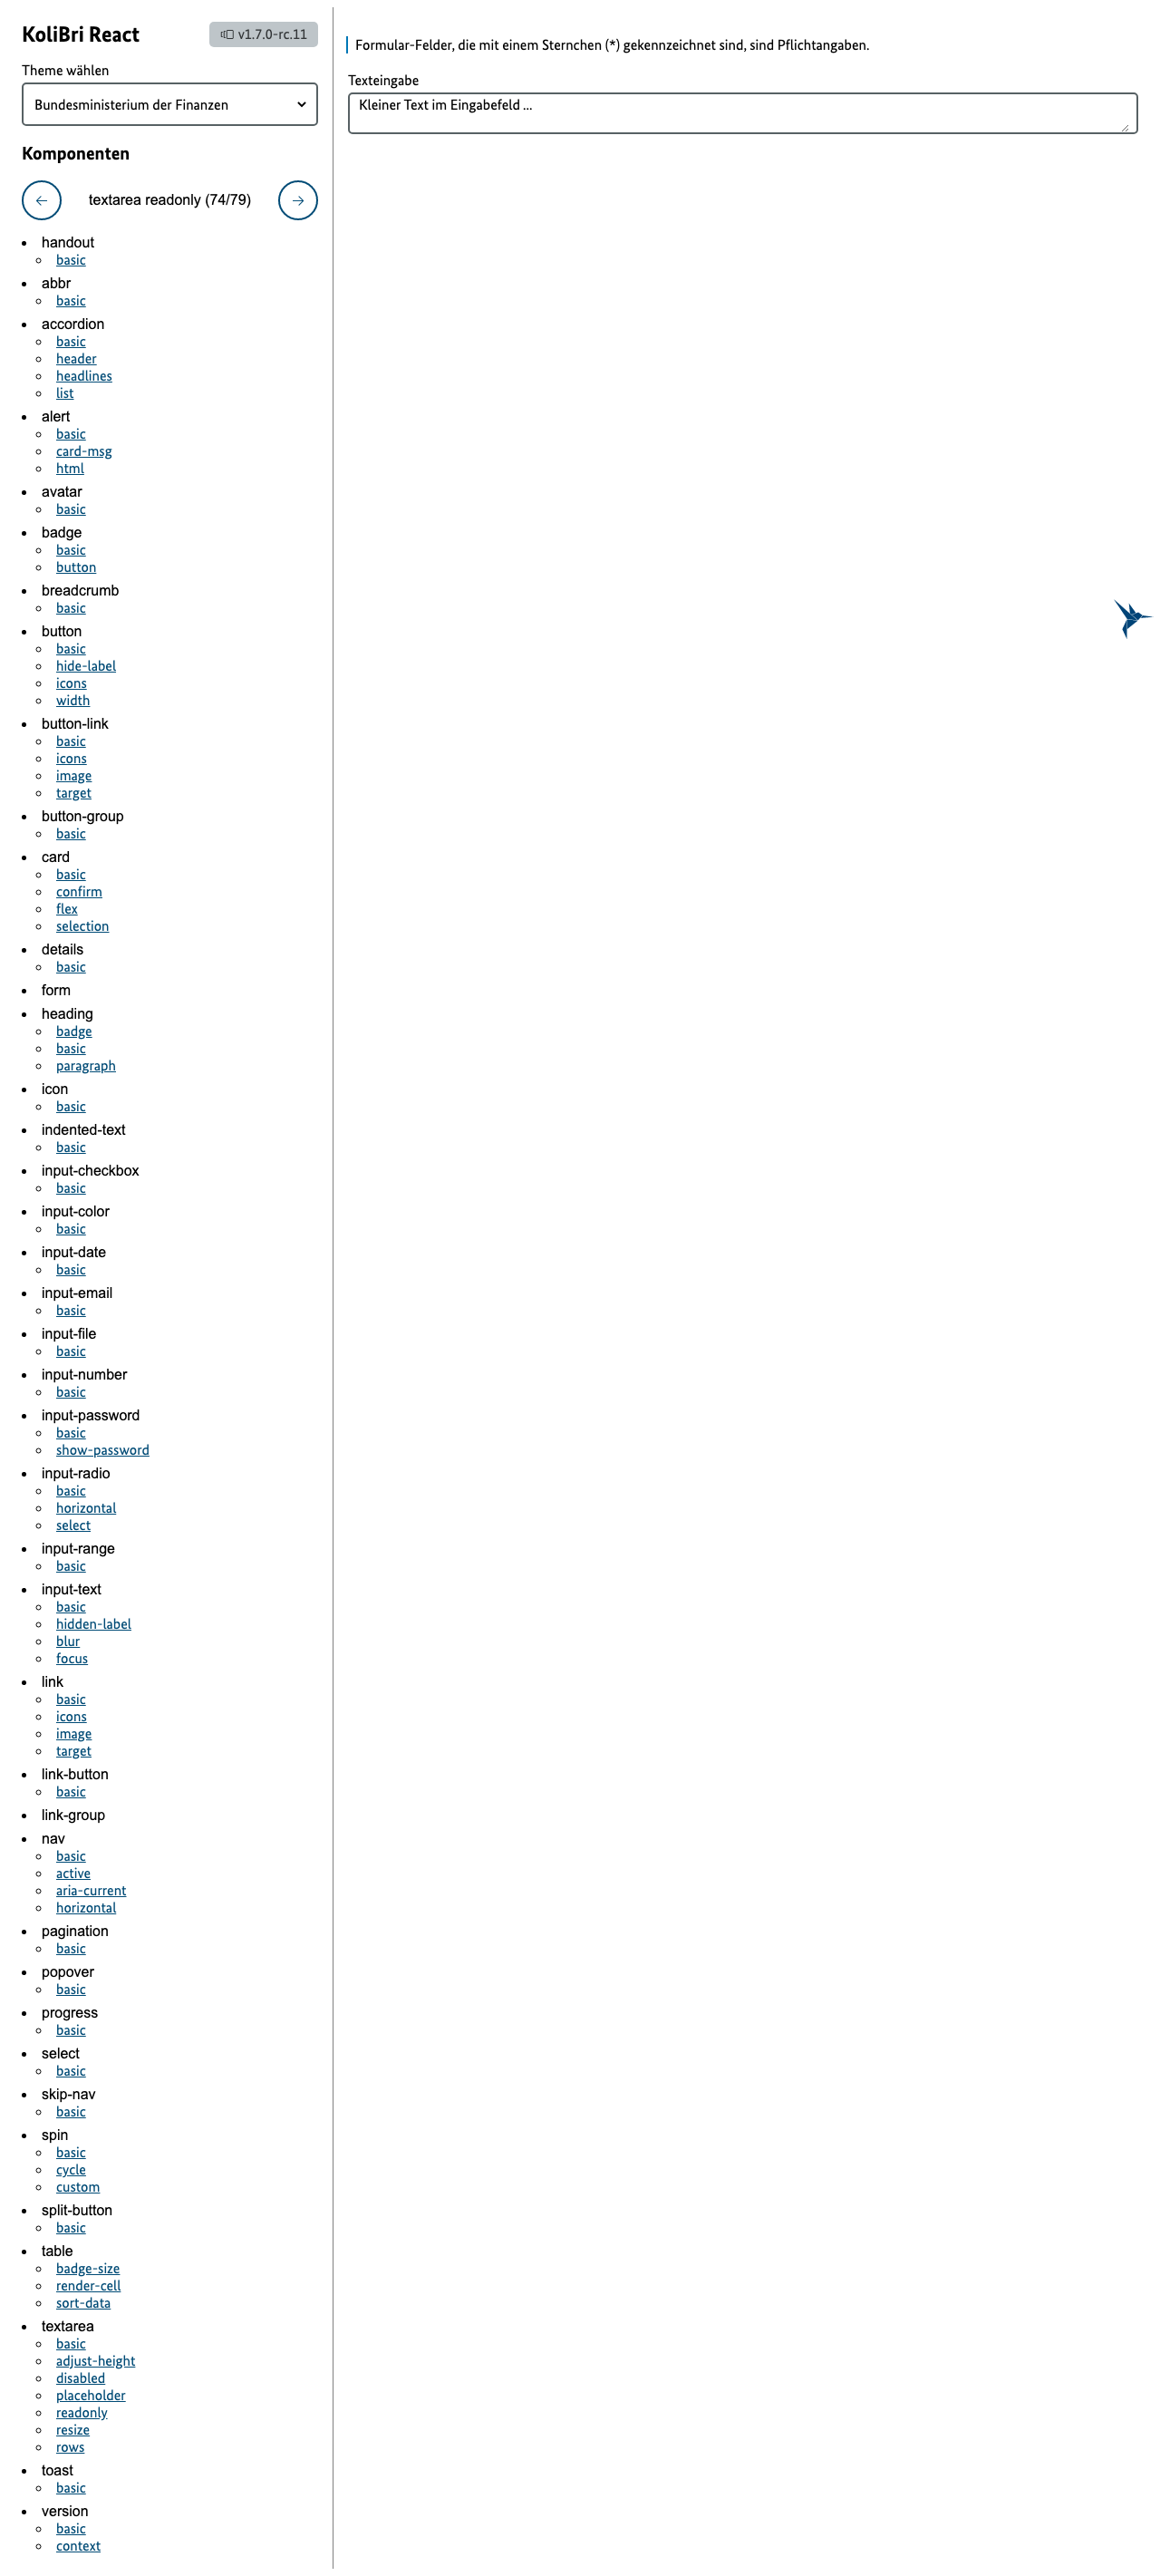 KoliBri React
v1.7.0-rc.11
Theme wählen
Bundesministerium der Finanzen
Komponenten
textarea readonly (74/79)
handout
basic
abbr
basic
accordion
basic
header
headlines
list
alert
basic
card-msg
html
avatar
basic
badge
basic
button
breadcrumb
basic
button
basic
hide-label
icons
width
button-link
basic
icons
image
target
button-group
basic
card
basic
confirm
flex
selection
details
basic
form
heading
badge
basic
paragraph
icon
basic
indented-text
basic
input-checkbox
basic
input-color
basic
input-date
basic
input-email
basic
input-file
basic
input-number
basic
input-password
basic
show-password
input-radio
basic
horizontal
select
input-range
basic
input-text
basic
hidden-label
blur
focus
link
basic
icons
image
target
link-button
basic
link-group
nav
basic
active
aria-current
horizontal
pagination
basic
popover
basic
progress
basic
select
basic
skip-nav
basic
spin
basic
cycle
custom
split-button
basic
table
badge-size
render-cell
sort-data
textarea
basic
adjust-height
disabled
placeholder
readonly
resize
rows
toast
basic
version
basic
context
Formular-Felder, die mit einem Sternchen (*) gekennzeichnet sind, sind Pflichtangaben.
Texteingabe
Kleiner Text im Eingabefeld ...